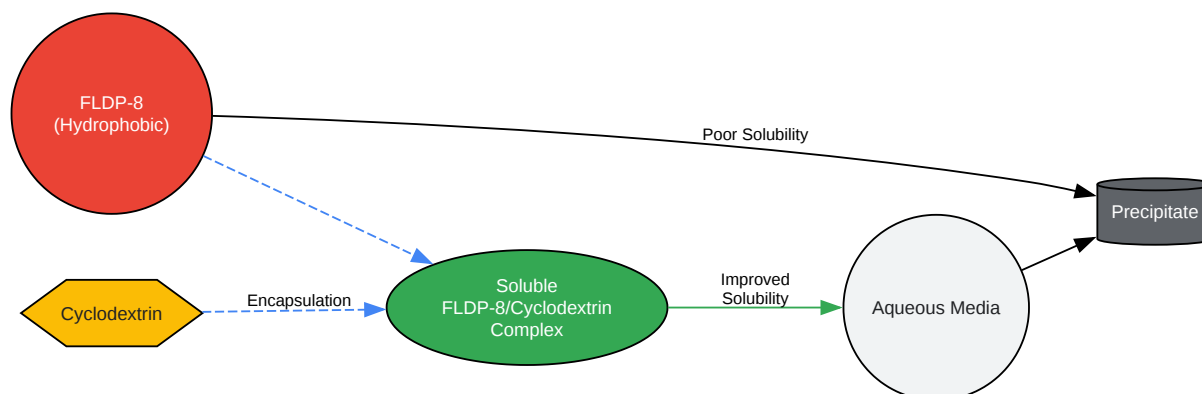 FLDP-8
(Hydrophobic)
Poor Solubility
Precipitate
Cyclodextrin
Encapsulation
Soluble
FLDP-8/Cyclodextrin
Complex
Improved
Solubility
Aqueous Media